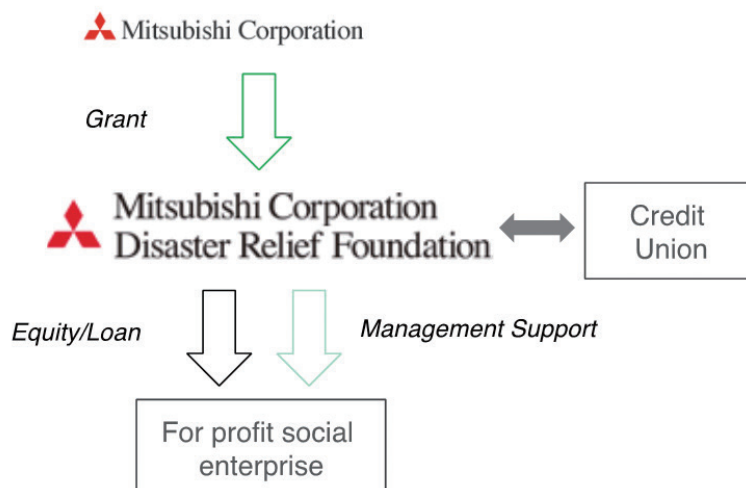 Mitsubishi Corporation
Grant
Mitsubishi Corporation
Disaster Relief Foundation
Credit
Union
Equity/Loan
Management Support
For profit social
enterprise